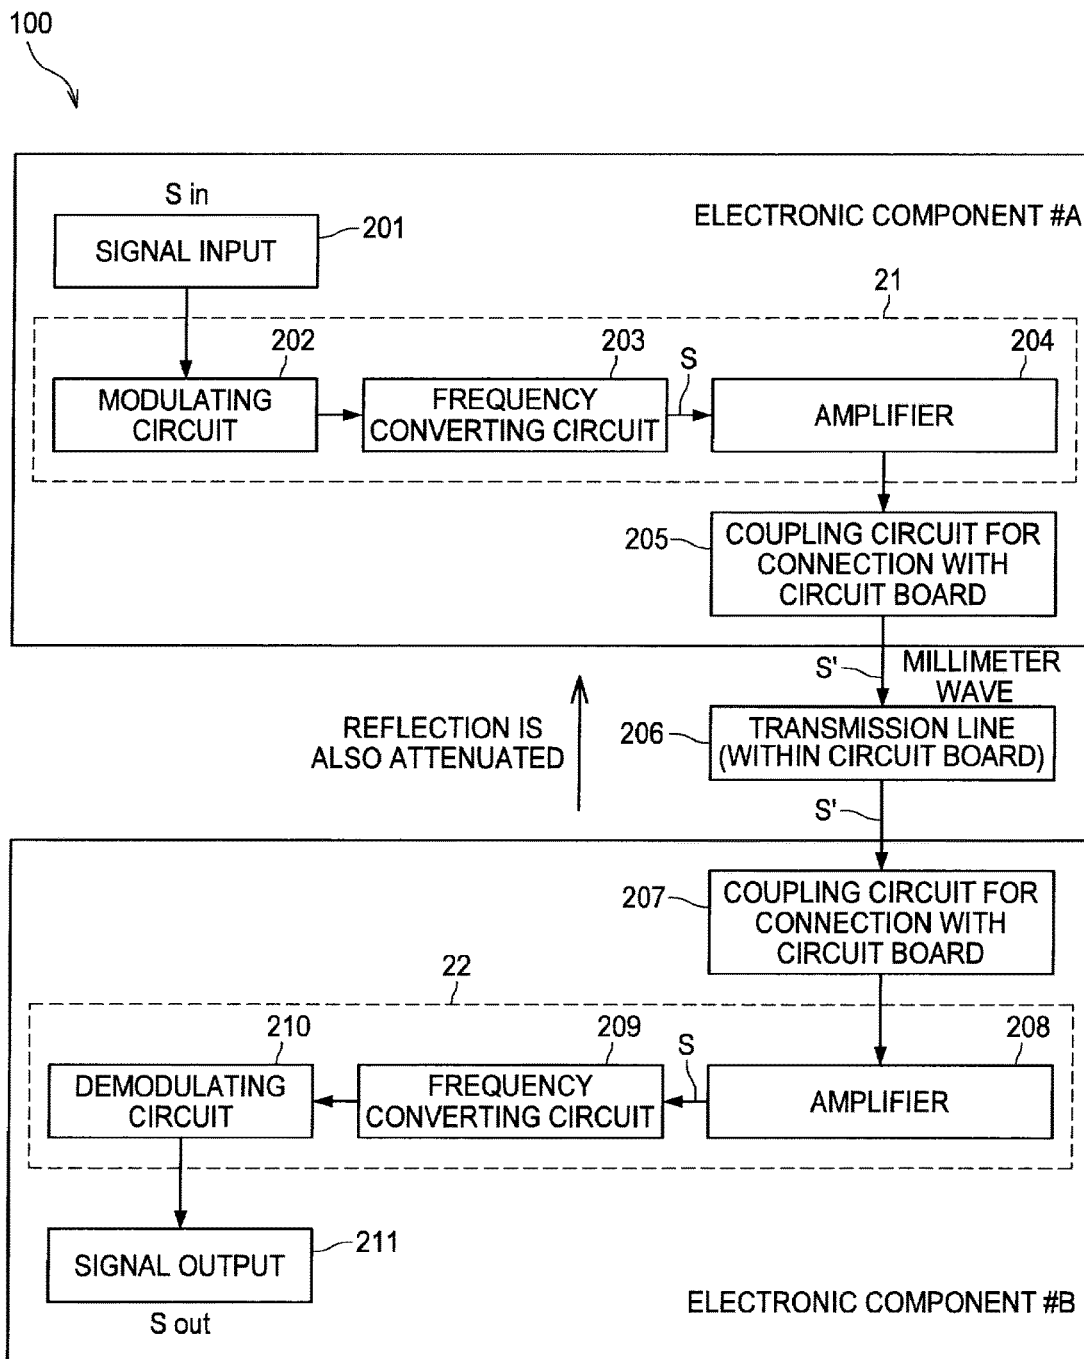 100
S in
SIGNAL INPUT
201
ELECTRONIC COMPONENT #A
21
202
203
204
MODULATING
CIRCUIT
FREQUENCY
CONVERTING CIRCUIT
S
AMPLIFIER
205
COUPLING CIRCUIT FOR
CONNECTION WITH
CIRCUIT BOARD
S'
MILLIMETER
WAVE
REFLECTION IS
ALSO ATTENUATED
206
TRANSMISSION LINE
(WITHIN CIRCUIT BOARD)
S'
207
COUPLING CIRCUIT FOR
CONNECTION WITH
CIRCUIT BOARD
22
210
209
208
DEMODULATING
CIRCUIT
FREQUENCY
CONVERTING CIRCUIT
S
AMPLIFIER
SIGNAL OUTPUT
211
S out
ELECTRONIC COMPONENT #B